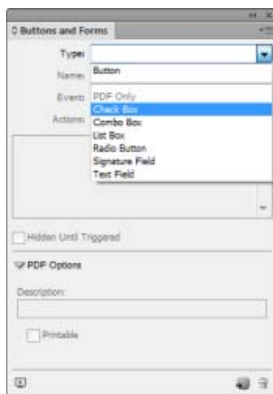 Buttons and Forms
Type:
Name:
Button
Event:
PDF Only
Check Box
Actions:
Combo Box
List Box
Radio Button
Signature Field
Text Field
Hidden Until Triggered
PDF Options
Description:
Printable